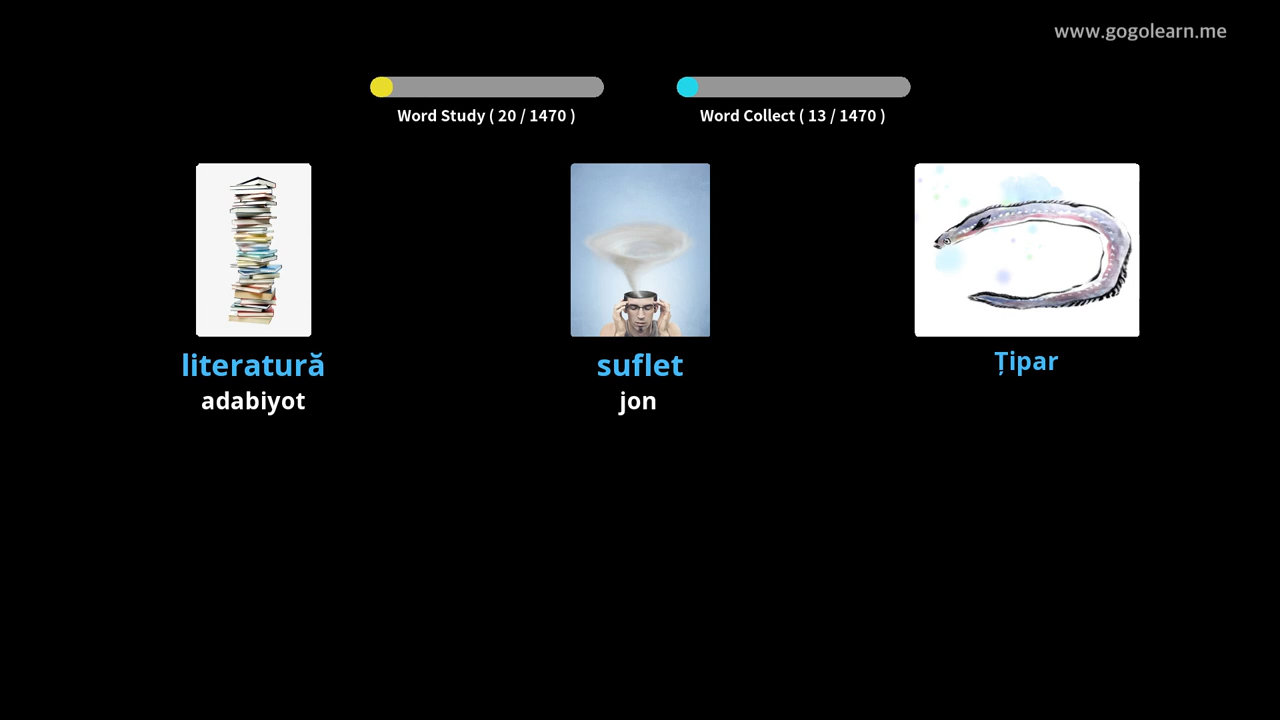 www.gogolearn.me
Word Study ( 20 / 1470 )
Word Collect ( 13 / 1470 )
literatură
adabiyot
suflet
jon
Țipar